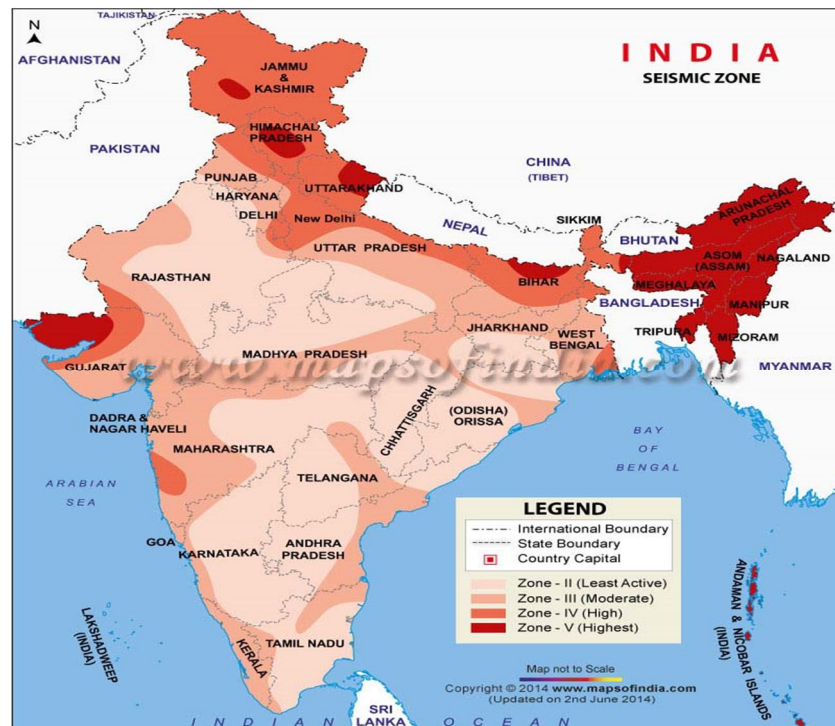 TAJIKISTAN
N
AFGHANISTAN
INDIA
SEISMIC ZONE
JAMMU
&
KASHMIR
HIMACHAL
PRADESH
PAKISTAN
CHINA
(TIBET)
PUNJAB
UTTARAKHAND
HARYANA
DELHI
New Delhi
NEPAL
SIKKIM
ARUNACHAL
PRADESH
BHUTAN
UTTAR PRADESH
ASOM
(ASSAM)
NAGALAND
RAJASTHAN
BIHAR
MEGHALAYA
BANGLADESH
MANIPUR
JHARKHAND
WEST
BENGAL
TRIPURA
MIZORAM
MADHYA PRADESH
GUJARAT
www.mapsofindia.com
MYANMAR
CHHATTISGARH
(ODISHA)
ORISSA
DADRA &
NAGAR HAVELI
MAHARASHTRA
BAY
OF
BENGAL
ARABIAN
SEA
TELANGANA
LEGEND
International Boundary
State Boundary
Country Capital
Zone - II (Least Active)
Zone - III (Moderate)
Zone - IV (High)
Zone - V (Highest)
GOA
KARNATAKA
ANDHRA
PRADESH
ANDAMAN & NICOBAR ISLANDS
(INDIA)
LAKSHADWEEP
(INDIA)
KERALA
TAMIL NADU
Map not to Scale
Copyright © 2014 www.mapsofindia.com
(Updated on 2nd June 2014)
SRI
LANKA
INDIAN OCEAN